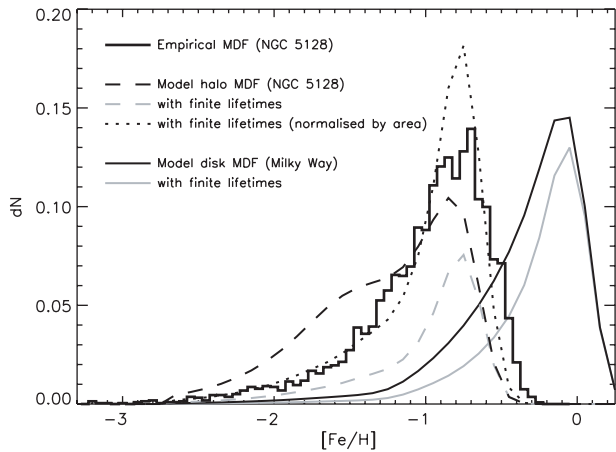 0.20
0.15
0.10
0.05
0.00
dN
Empirical MDF (NGC 5128)
Model halo MDF (NGC 5128)
with finite lifetimes
with finite lifetimes (normalised by area)
Model disk MDF (Milky Way)
with finite lifetimes
−3
−2
−1
0
[Fe/H]